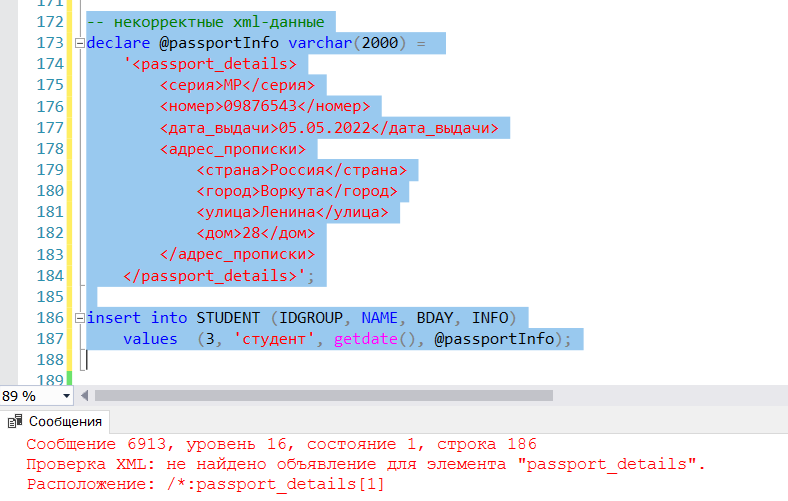 171
172 -- некорректные xml-данные
173 declare @passportInfo varchar(2000) =
174 '<passport_details>
175 <серия>МР</серия>
176 <номер>09876543</номер>
177 <дата_выдачи>05.05.2022</дата_выдачи>
178 <адрес_прописки>
179 <страна>Россия</страна>
180 <город>Воркута</город>
181 <улица>Ленина</улица>
182 <дом>28</дом>
183 </адрес_прописки>
184 </passport_details>';
185
186 insert into STUDENT (IDGROUP, NAME, BDAY, INFO)
187 values (3, 'студент', getdate(), @passportInfo);
188
189
89 %
Сообщения
Сообщение 6913, уровень 16, состояние 1, строка 186
Проверка XML: не найдено объявление для элемента "passport_details".
Расположение: /*:passport_details[1]